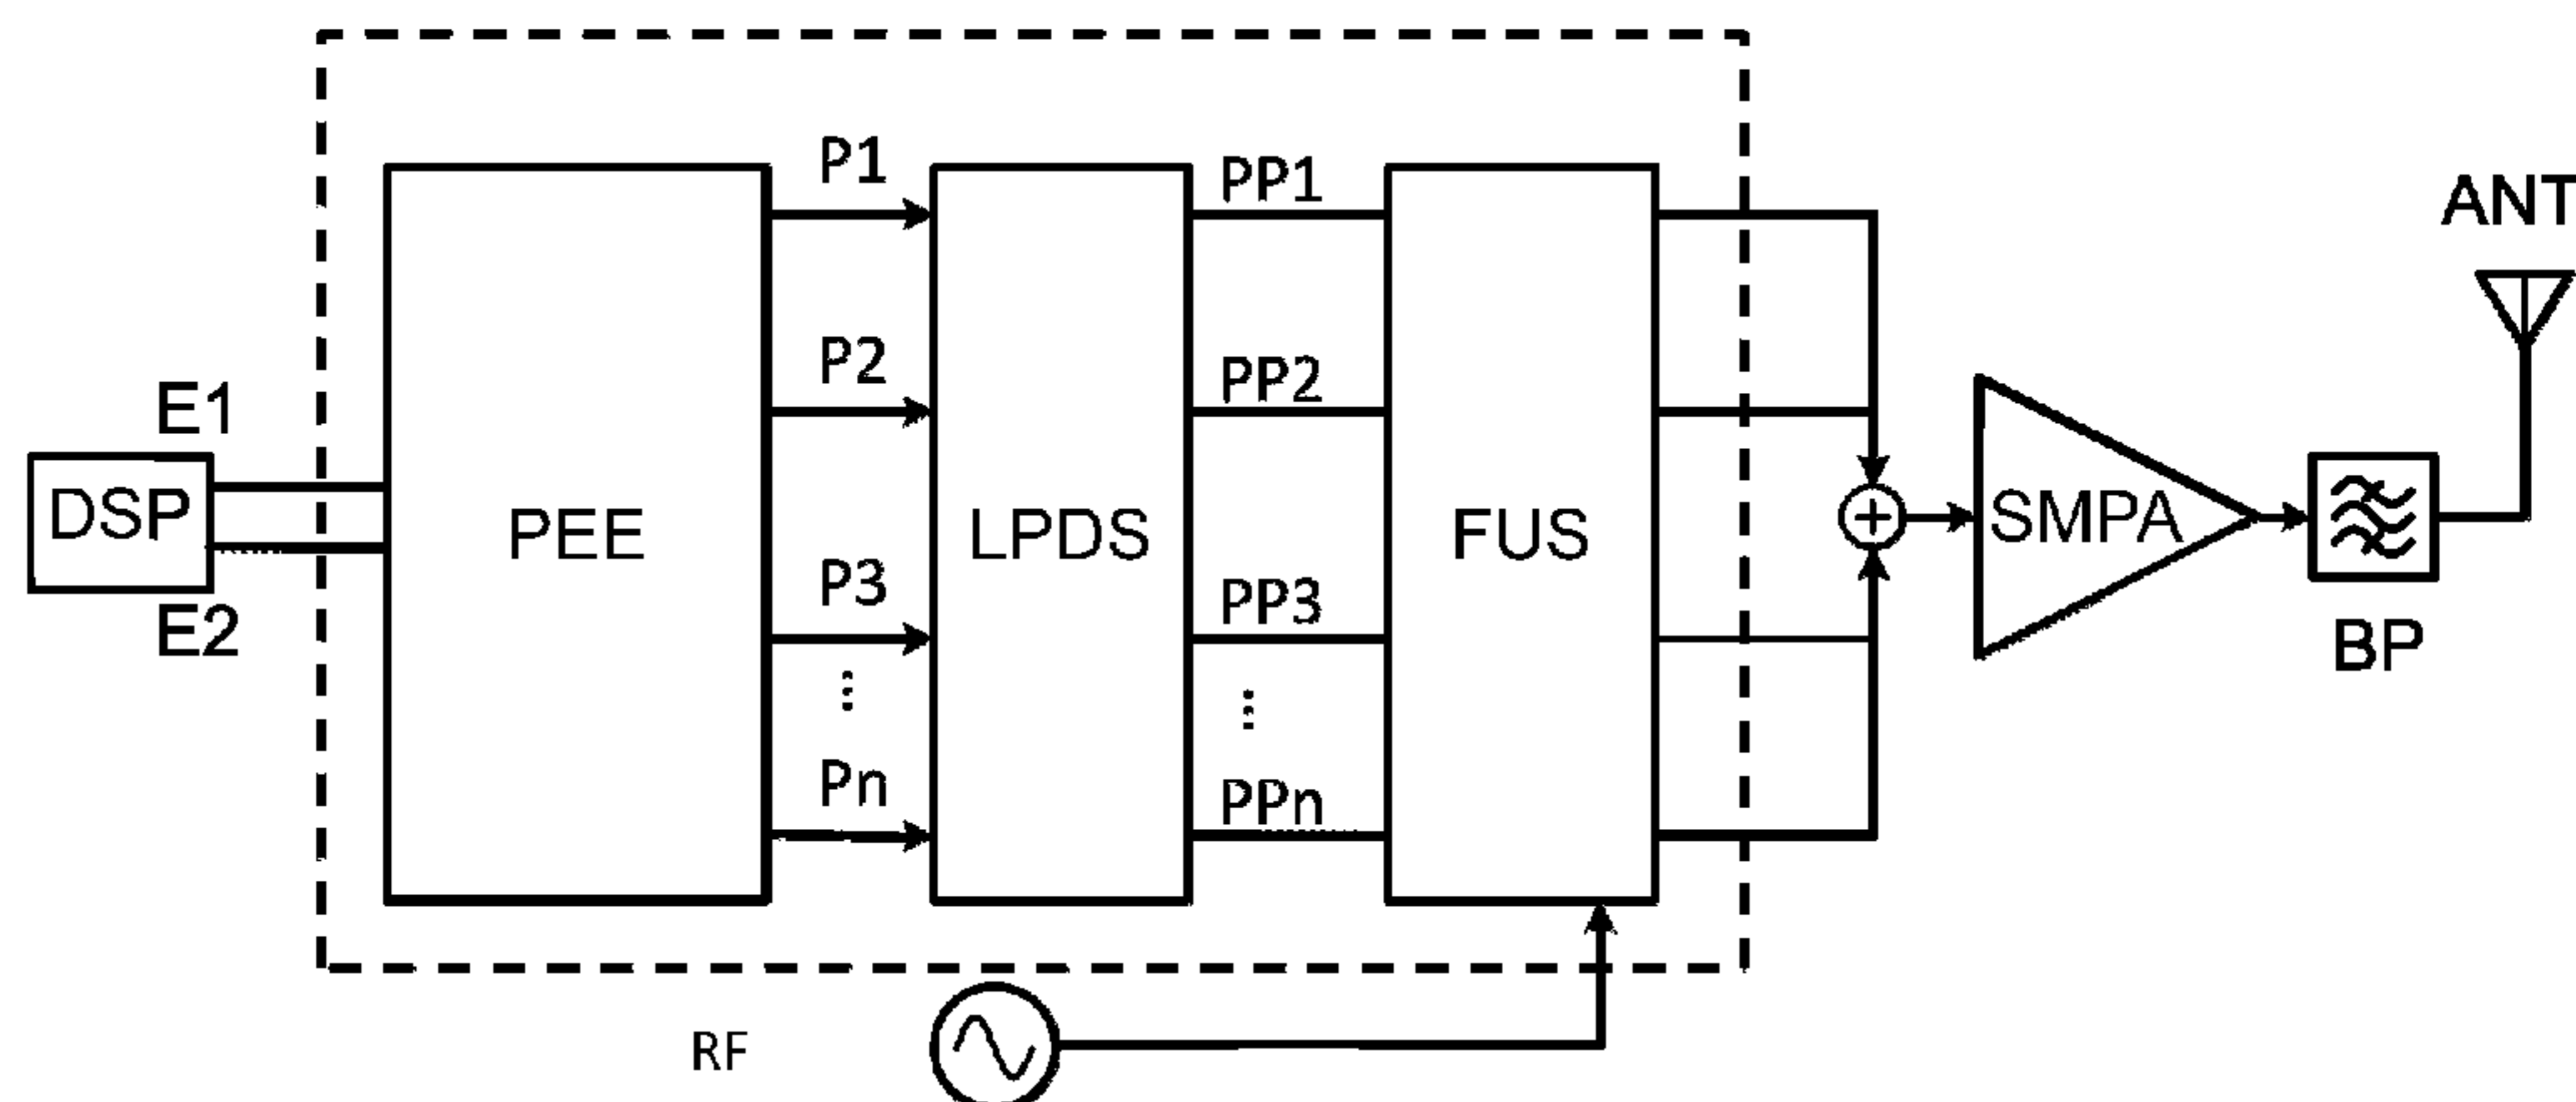 P1
PP1
ANT
P2
PP2
E1
DSP
PEE
LPDS
FUS
+
SMPA
P3
PP3
E2
BP
...
...
Pn
PPn
RF